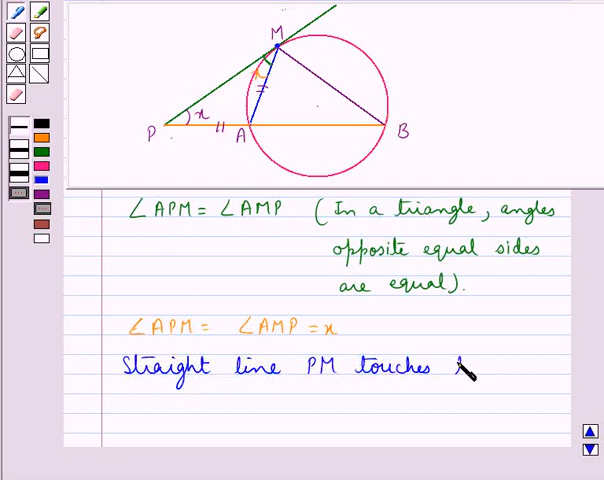 M
x
x
P
A
B
∠APM = ∠AMP (In a triangle, angles
opposite equal sides
are equal).
∠APM = ∠AMP = x
Straight line PM touches